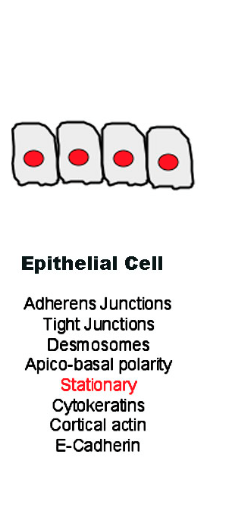 Epithelial Cell
Adherens Junctions
Tight Junctions
Desmosomes
Apico-basal polarity
Stationary
Cytokeratins
Cortical actin
E-Cadherin